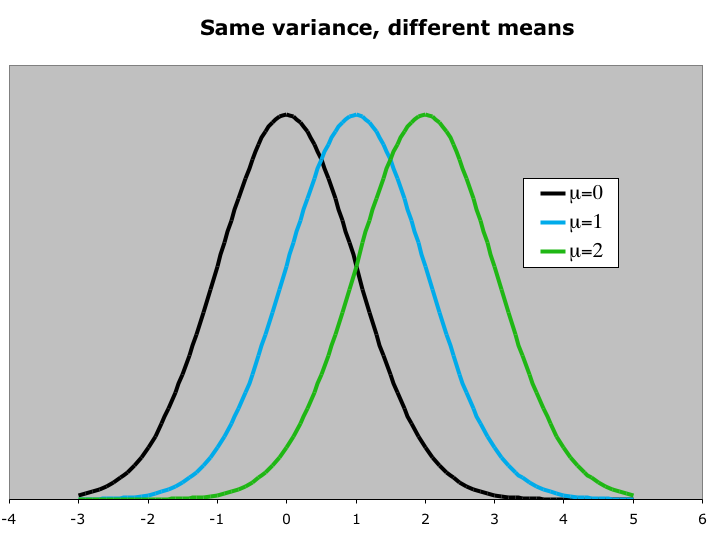 Same variance, different means
μ=0
μ=1
μ=2
-4 -3 -2 -1 0 1 2 3 4 5 6